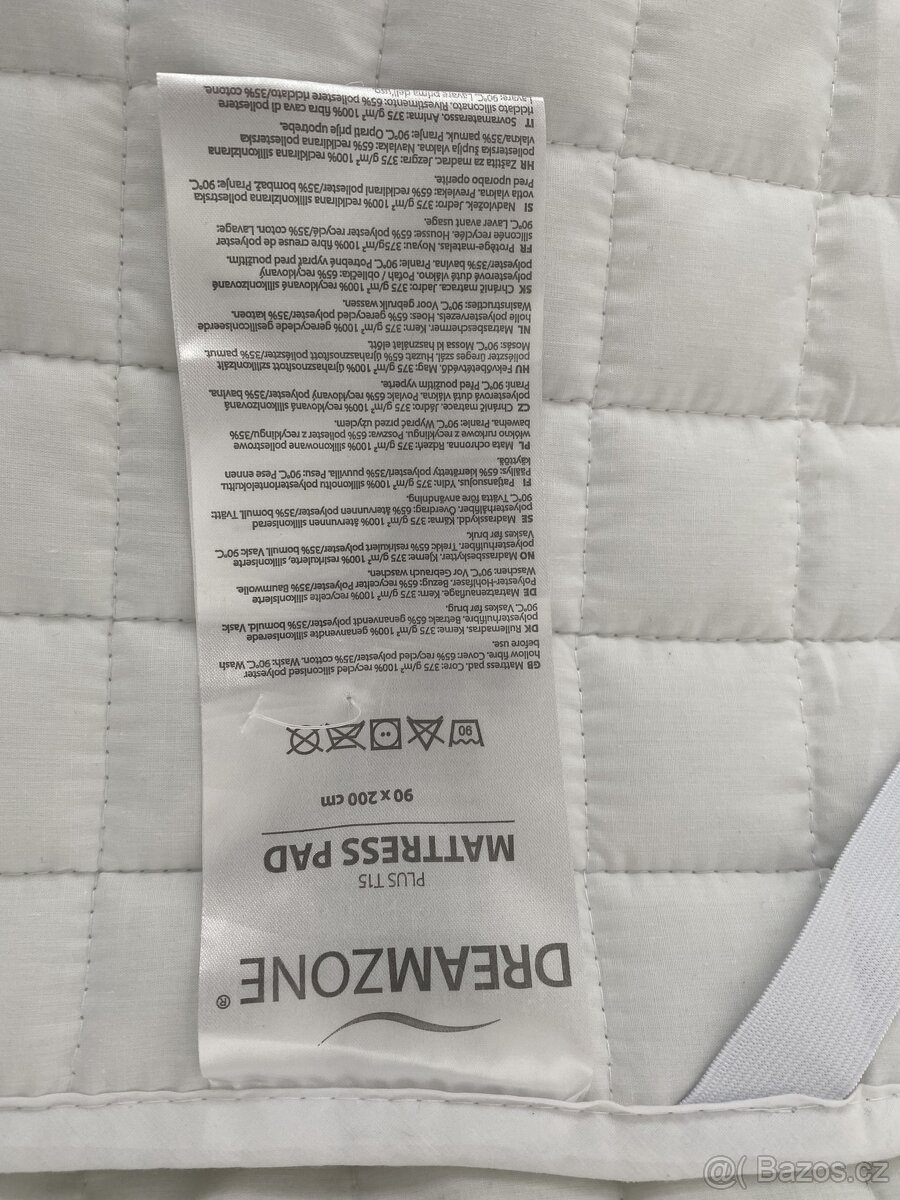 DREAMZONE®
PLUS T15
MATTRESS PAD
90 x 200 cm
90
GB Mattress pad. Core: 375 g/m² 100% recycled siliconised polyester
hollow fibre. Cover: 65% recycled polyester/35% cotton. Wash: 90°C. Wash
before use.
DK Rullemadras. Kerne: 375 g/m² 100% genanvendte silikonerede
polyesterhulfibre. Betræk: 65% genanvendt polyester/35% bomuld. Vask:
90°C. Vaskes før brug.
DE Matratzenauflage. Kern: 375 g/m² 100% recycelte silikonisierte
Polyester-Hohlfaser. Bezug: 65% recycelter Polyester/35% Baumwolle.
Waschen: 90°C. Vor Gebrauch waschen.
NO Madrassbeskytter. Kjerne: 375 g/m² 100% resirkulerte, silikoniserte
polyesterhulfibrer. Trekk: 65% resirkulert polyester/35% bomull. Vask: 90°C.
Vaskes før bruk.
SE Madrasskydd. Kärna: 375 g/m² 100% återvunnen silikoniserad
polyesterhålfiber. Överdrag: 65% återvunnen polyester/35% bomull. Tvätt:
90°C. Tvätta före användning.
FI Patjansuojus. Ydin: 375 g/m² 100% silikonoitu polyesteriontelokuitu.
Päällys: 65% kierrätetty polyesteri/35% puuvilla. Pesu: 90°C. Pese ennen
käyttöä.
PL Mata ochronna. Rdzeń: 375 g/m² 100% silikonowane poliestrowe
włókno rurkowe z recyklingu. Poszwa: 65% poliester z recyklingu/35%
bawełna. Pranie: 90°C. Wyprać przed użyciem.
CZ Chránič matrace. Jádro: 375 g/m² 100% recyklovaná silikonizovaná
polyesterová dutá vlákna. Povlak: 65% recyklovaný polyester/35% bavlna.
Praní: 90°C. Před použitím vyperte.
HU Fekvőbetétvédő. Mag: 375 g/m² 100% újrahasznosított szilikonizált
poliészter üreges szál. Huzat: 65% újrahasznosított poliészter/35% pamut.
Mosás: 90°C. Mossa ki használat előtt.
NL Matrasbeschermer. Kern: 375 g/m² 100% gerecyclede gesiliconeerde
holle polyestervezels. Hoes: 65% gerecycled polyester/35% katoen.
Wasinstructies: 90°C. Voor gebruik wassen.
SK Chránič matraca. Jadro: 375 g/m² 100% recyklované silikonizované
polyesterové duté vlákno. Poťah / obliečka: 65% recyklovaný
polyester/35% bavlna. Pranie: 90°C. Potrebné vyprať pred použitím.
FR Protège-matelas. Noyau: 375g/m² 100% fibre creuse de polyester
siliconée recyclée. Housse: 65% polyester recyclé/35% coton. Lavage:
90°C. Laver avant usage.
SI Nadvložek. Jedro: 375 g/m² 100% reciklirana silikonizirana poliestrska
votla vlakna. Prevleka: 65% reciklirani poliester/35% bombaž Pranje: 90°C.
Pred uporabo operite.
HR Zaštita za madrac. Jezgra: 375 g/m² 100% reciklirana silikonizirana
poliesterska šuplja vlakna. Navlaka: 65% reciklirana poliesterska
vlakna/35% pamuk. Pranje: 90°C. Oprati prije upotrebe.
IT Sovramaterasso. Anima: 375 g/m² 100% fibra cava di poliestere
riciclato siliconato. Rivestimento: 65% poliestere riciclato/35% cotone.
Lavare: 90°C. Lavare prima dell'uso.
@( Bazos.cz